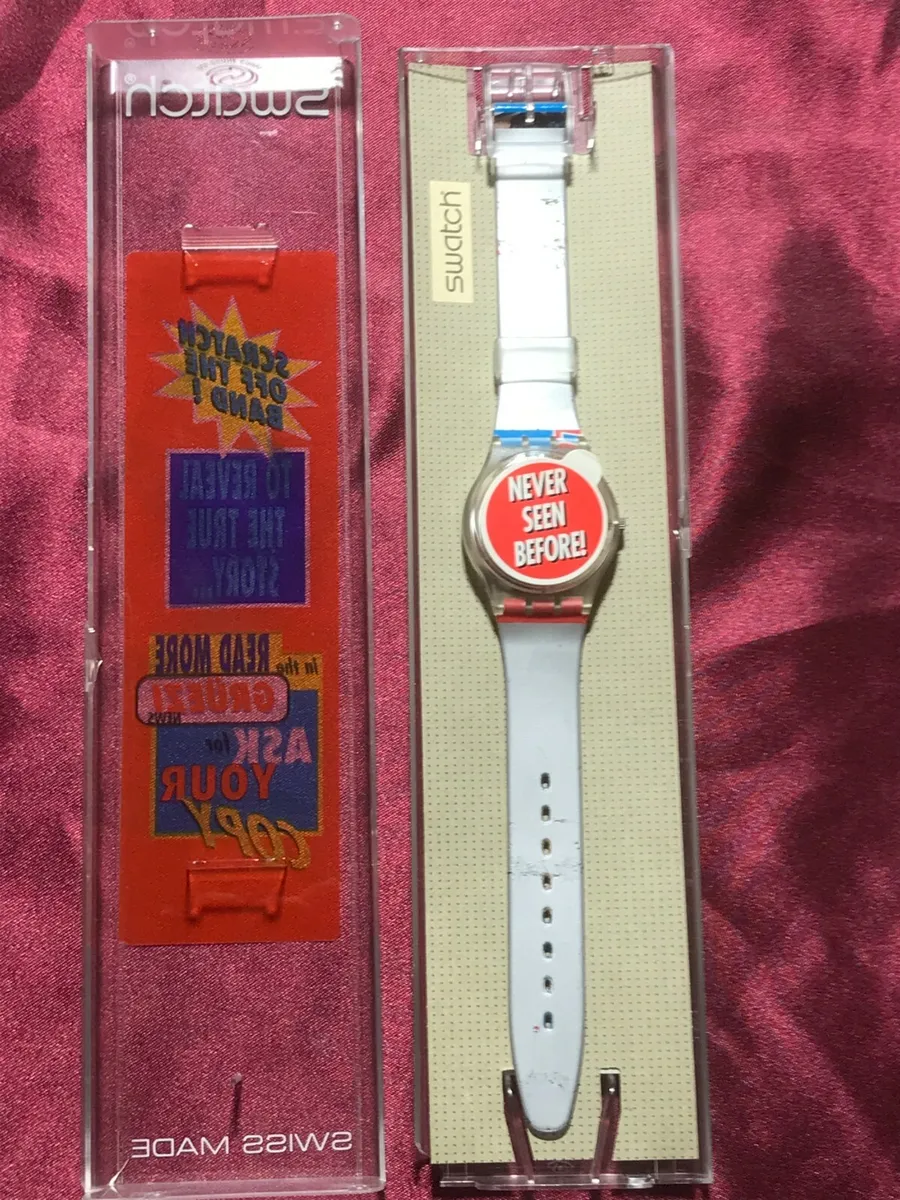 swatch
SCRATCH
OFF THE
BAND!
TO REVEAL
THE TRUE
STORY...
READ MORE
in the
GRUEZI
NEWS
ASK for
YOUR
COPY
SWISS MADE
swatch
NEVER
SEEN
BEFORE!